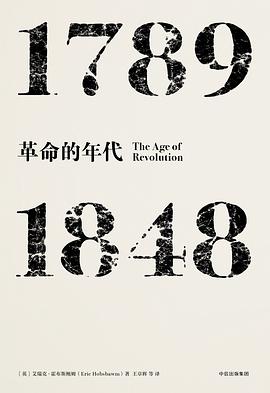 1789
革命的年代
The Age of
Revolution
1848
［英］艾瑞克·霍布斯鲍姆（Eric Hobsbawm）著 王章辉 等 译
中信出版集团